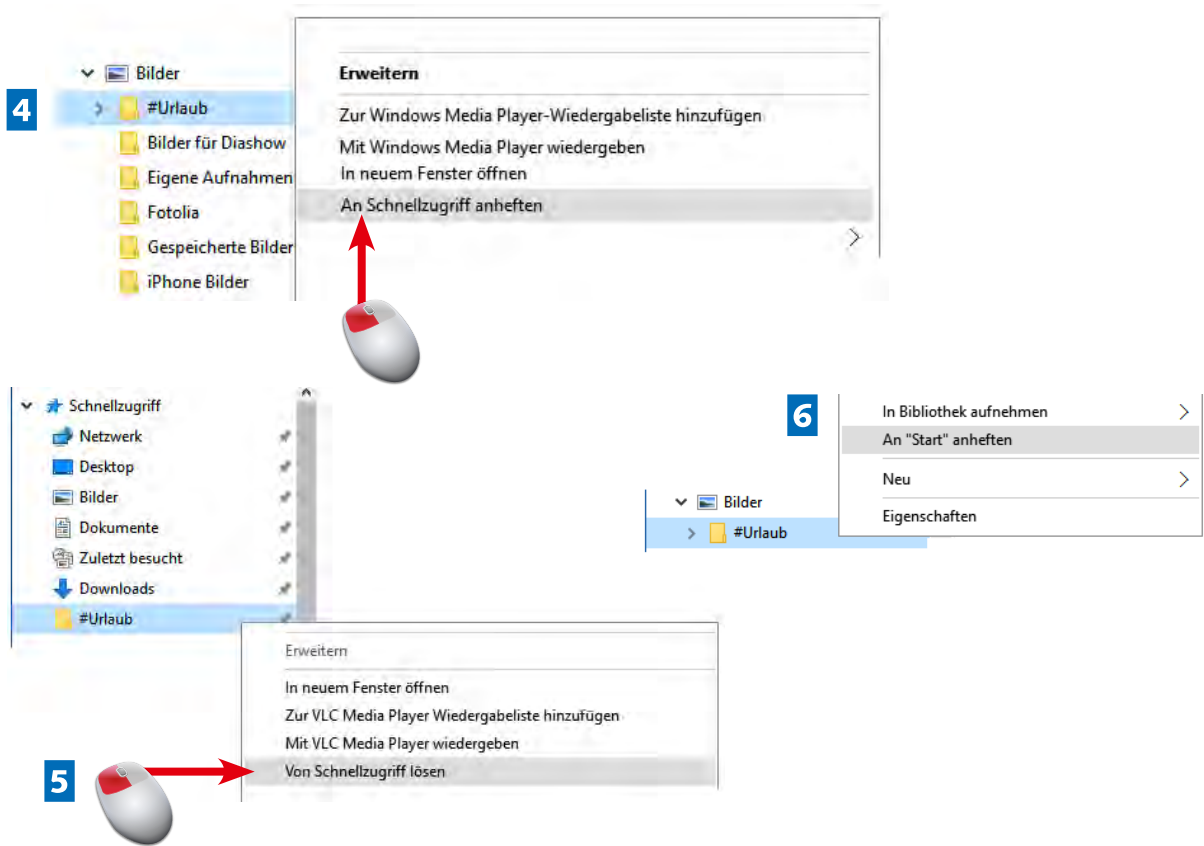 4
Bilder
#Urlaub
Bilder für Diashow
Eigene Aufnahmen
Fotolia
Gespeicherte Bilder
iPhone Bilder
Erweitern
Zur Windows Media Player-Wiedergabeliste hinzufügen
Mit Windows Media Player wiedergeben
In neuem Fenster öffnen
An Schnellzugriff anheften
Schnellzugriff
Netzwerk
Desktop
Bilder
Dokumente
Zuletzt besucht
Downloads
#Urlaub
5
Erweitern
In neuem Fenster öffnen
Zur VLC Media Player Wiedergabeliste hinzufügen
Mit VLC Media Player wiedergeben
Von Schnellzugriff lösen
6
Bilder
#Urlaub
In Bibliothek aufnehmen
An "Start" anheften
Neu
Eigenschaften